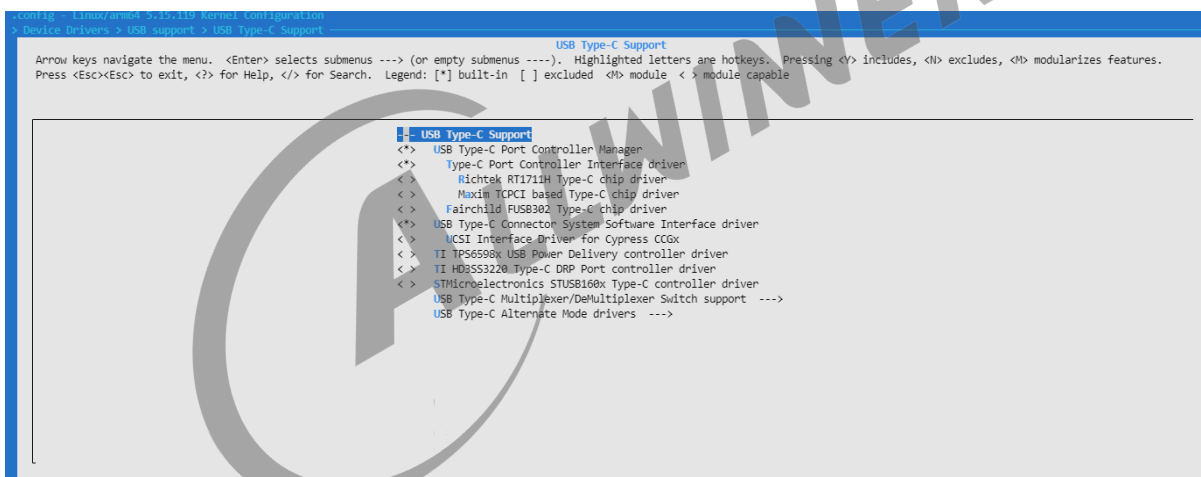 .config - Linux/arm64 5.15.119 Kernel Configuration
> Device Drivers > USB support > USB Type-C Support
USB Type-C Support
Arrow keys navigate the menu.  <Enter> selects submenus ---> (or empty submenus ----).  Highlighted letters are hotkeys.  Pressing <Y> includes, <N> excludes, <M> modularizes features.
Press <Esc><Esc> to exit, <?> for Help, </> for Search.  Legend: [*] built-in  [ ] excluded  <M> module  < > module capable
--- USB Type-C Support
<*>   USB Type-C Port Controller Manager
<*>     Type-C Port Controller Interface driver
< >       Richtek RT1711H Type-C chip driver
< >       Maxim TCPCI based Type-C chip driver
< >     Fairchild FUSB302 Type-C chip driver
<*>   USB Type-C Connector System Software Interface driver
< >     UCSI Interface Driver for Cypress CCGx
< >   TI TPS6598x USB Power Delivery controller driver
< >   TI HD3SS3220 Type-C DRP Port controller driver
< >   STMicroelectronics STUSB160x Type-C controller driver
USB Type-C Multiplexer/DeMultiplexer Switch support  --->
USB Type-C Alternate Mode drivers  --->
ALLWINNE